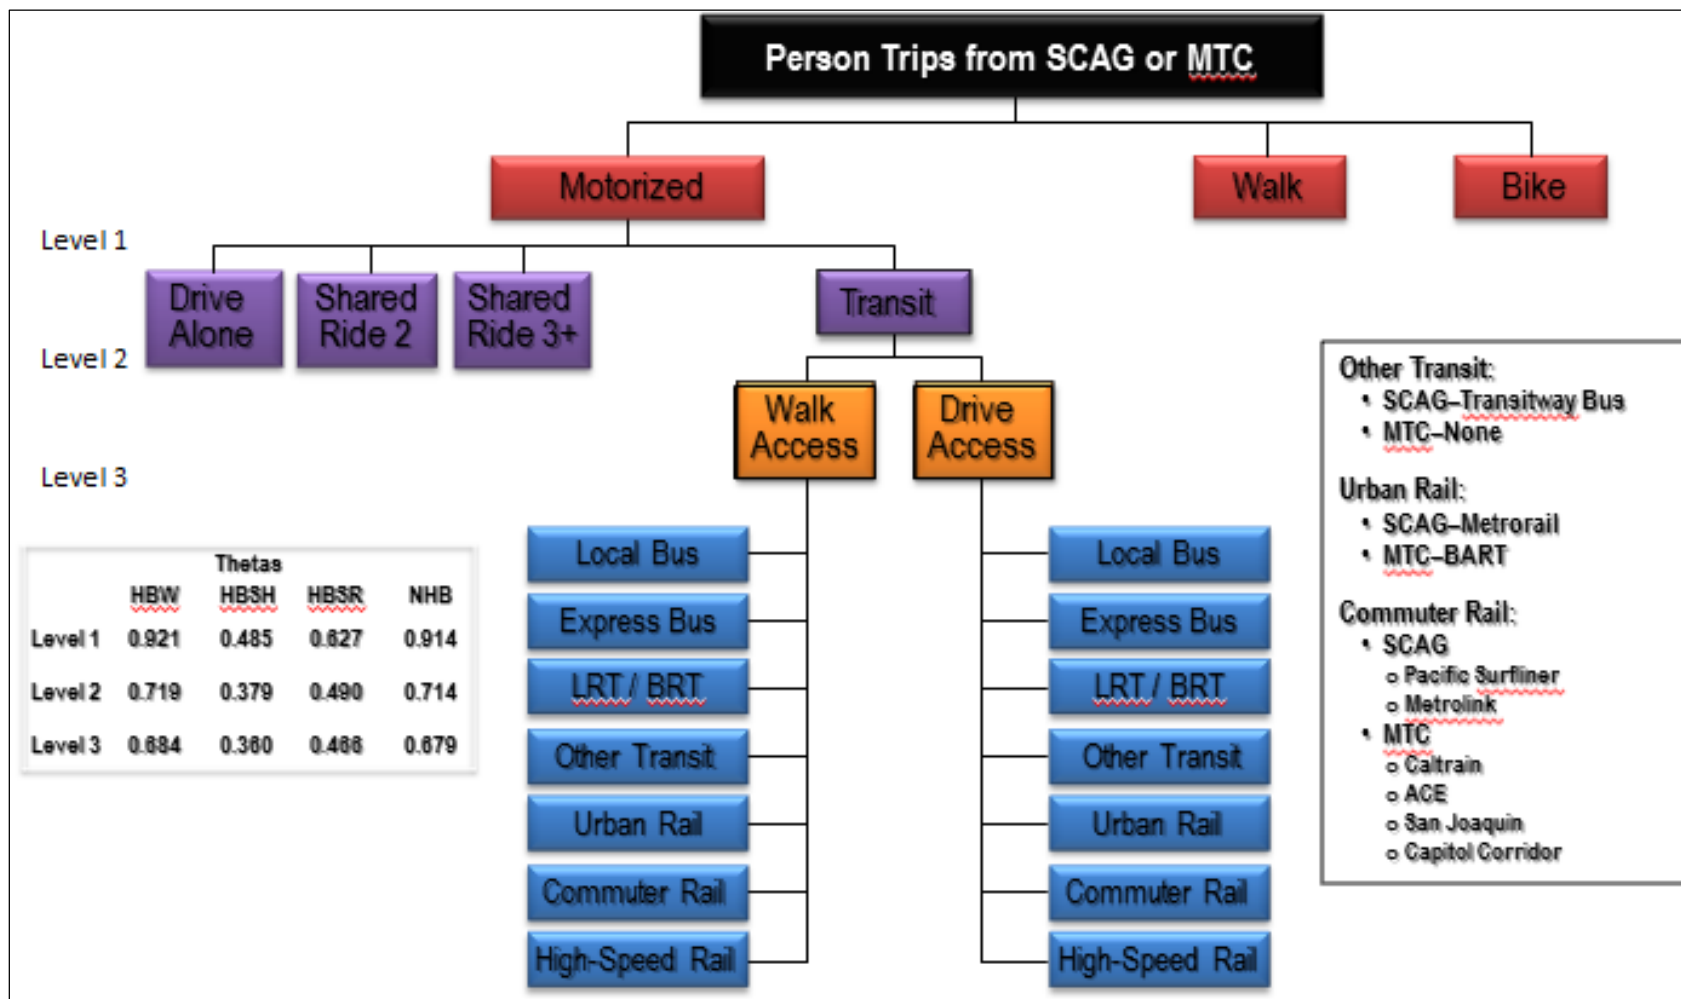 Person Trips from SCAG or MTC
Motorized
Walk
Bike
Level 1
Drive
Alone
Shared
Ride 2
Shared
Ride 3+
Transit
Level 2
Walk
Access
Drive
Access
Level 3
Local Bus
Express Bus
LRT / BRT
Other Transit
Urban Rail
Commuter Rail
High-Speed Rail
Local Bus
Express Bus
LRT / BRT
Other Transit
Urban Rail
Commuter Rail
High-Speed Rail
Thetas
HBW HBSH HBSR NHB
Level 1 0.921 0.485 0.627 0.914
Level 2 0.719 0.379 0.490 0.714
Level 3 0.684 0.360 0.466 0.679
Other Transit:
• SCAG–Transitway Bus
• MTC–None
Urban Rail:
• SCAG–Metrorail
• MTC–BART
Commuter Rail:
• SCAG
o Pacific Surfliner
o Metrolink
• MTC
o Caltrain
o ACE
o San Joaquin
o Capitol Corridor